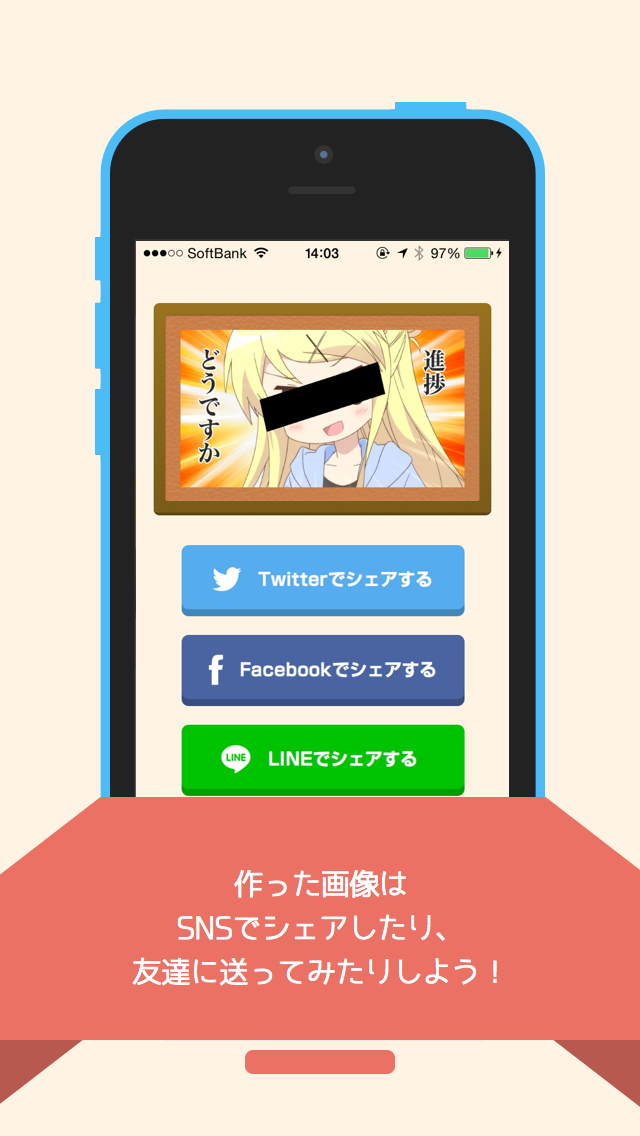 SoftBank 14:03 97%
進捗
どうですか
Twitterでシェアする
Facebookでシェアする
LINE LINEでシェアする
作った画像は
SNSでシェアしたり、
友達に送ってみたりしよう！